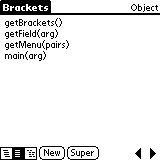 Brackets Object
getBrackets()
getField(arg)
getMenu(pairs)
main(arg)
New Super